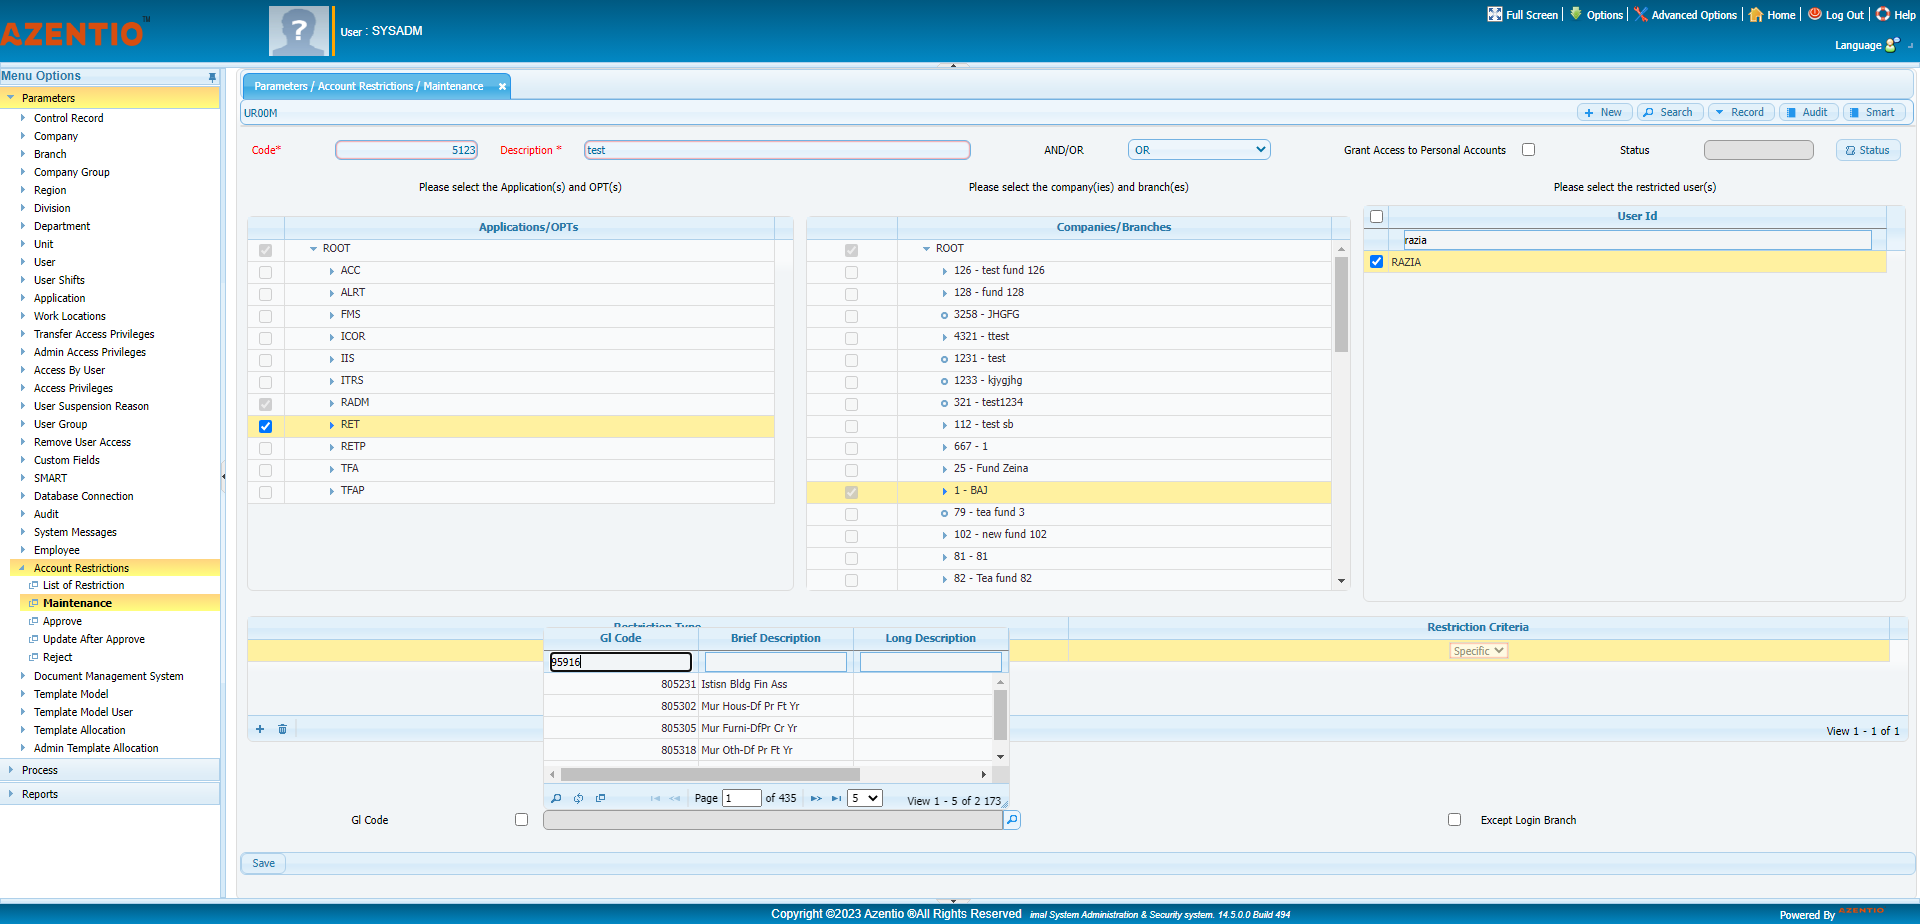 AZENTIO™
User : SYSADM
Full Screen
Options
Advanced Options
Home
Log Out
Help
Language
Menu Options
Parameters
Control Record
Company
Branch
Company Group
Region
Division
Department
Unit
User
User Shifts
Application
Work Locations
Transfer Access Privileges
Admin Access Privileges
Access By User
Access Privileges
User Suspension Reason
User Group
Remove User Access
Custom Fields
SMART
Database Connection
Audit
System Messages
Employee
Account Restrictions
List of Restriction
Maintenance
Approve
Update After Approve
Reject
Document Management System
Template Model
Template Model User
Template Allocation
Admin Template Allocation
Process
Reports
Parameters / Account Restrictions / Maintenance
UR00M
New
Search
Record
Audit
Smart
Code* 5123
Description * test
AND/OR OR
Grant Access to Personal Accounts
Status
Status
Please select the Application(s) and OPT(s)
Applications/OPTs
ROOT
ACC
ALRT
FMS
ICOR
IIS
ITRS
RADM
RET
RETP
TFA
TFAP
Please select the company(ies) and branch(es)
Companies/Branches
ROOT
126 - test fund 126
128 - fund 128
3258 - JHGFG
4321 - ttest
1231 - test
1233 - kjygjhg
321 - test1234
112 - test sb
667 - 1
25 - Fund Zeina
1 - BAJ
79 - tea fund 3
102 - new fund 102
81 - 81
82 - Tea fund 82
Please select the restricted user(s)
User Id
razia
RAZIA
Restriction Type
Restriction Criteria
Specific
Gl Code Brief Description Long Description
95916
805231 Istisn Bldg Fin Ass
805302 Mur Hous-Df Pr Ft Yr
805305 Mur Furni-DfPr Cr Yr
805318 Mur Oth-Df Pr Ft Yr
Page 1 of 435 5 View 1 - 5 of 2 173
View 1 - 1 of 1
Gl Code
Except Login Branch
Save
Copyright ©2023 Azentio ®All Rights Reserved imal System Administration & Security system. 14.5.0.0 Build 494
Powered By AZENTIO